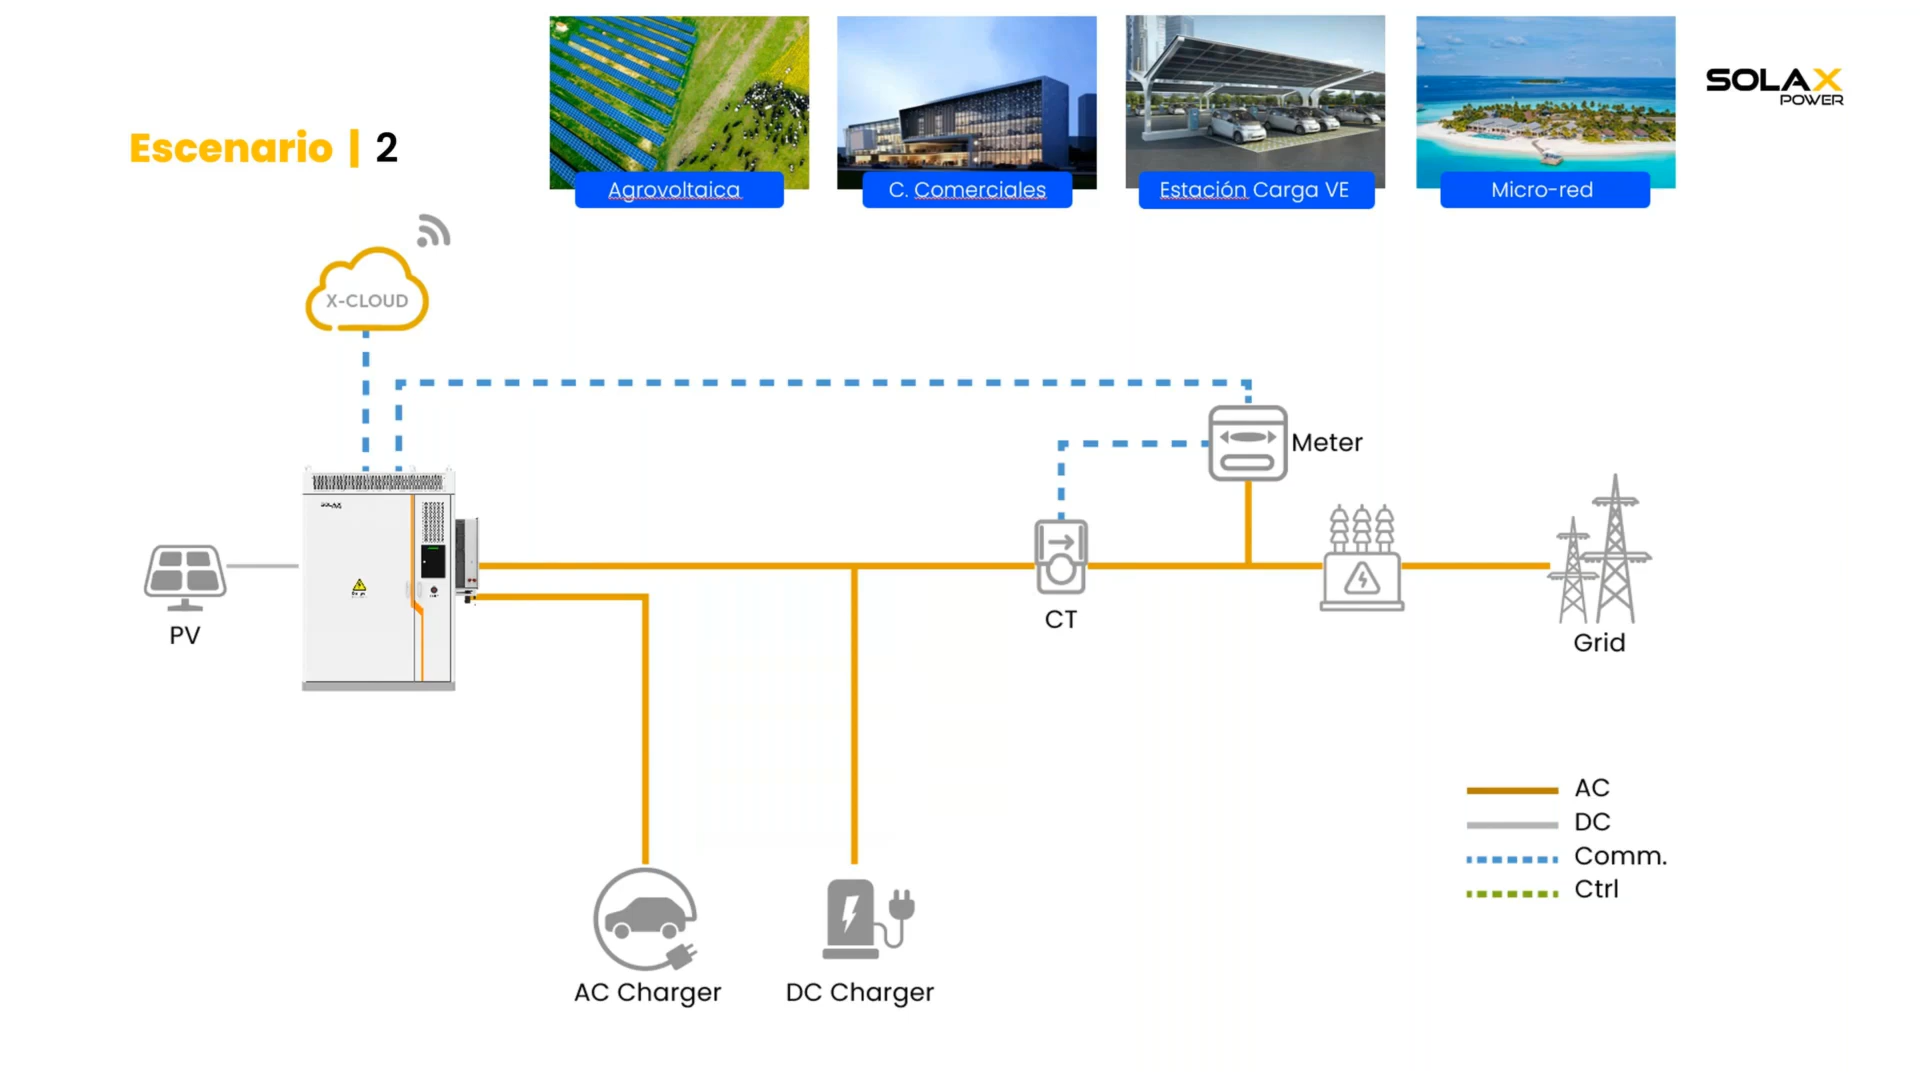 SOLAX
POWER
Escenario | 2
Agrovoltaica
C. Comerciales
Estación Carga VE
Micro-red
X-CLOUD
Meter
CT
PV
Grid
AC
DC
Comm.
Ctrl
AC Charger
DC Charger